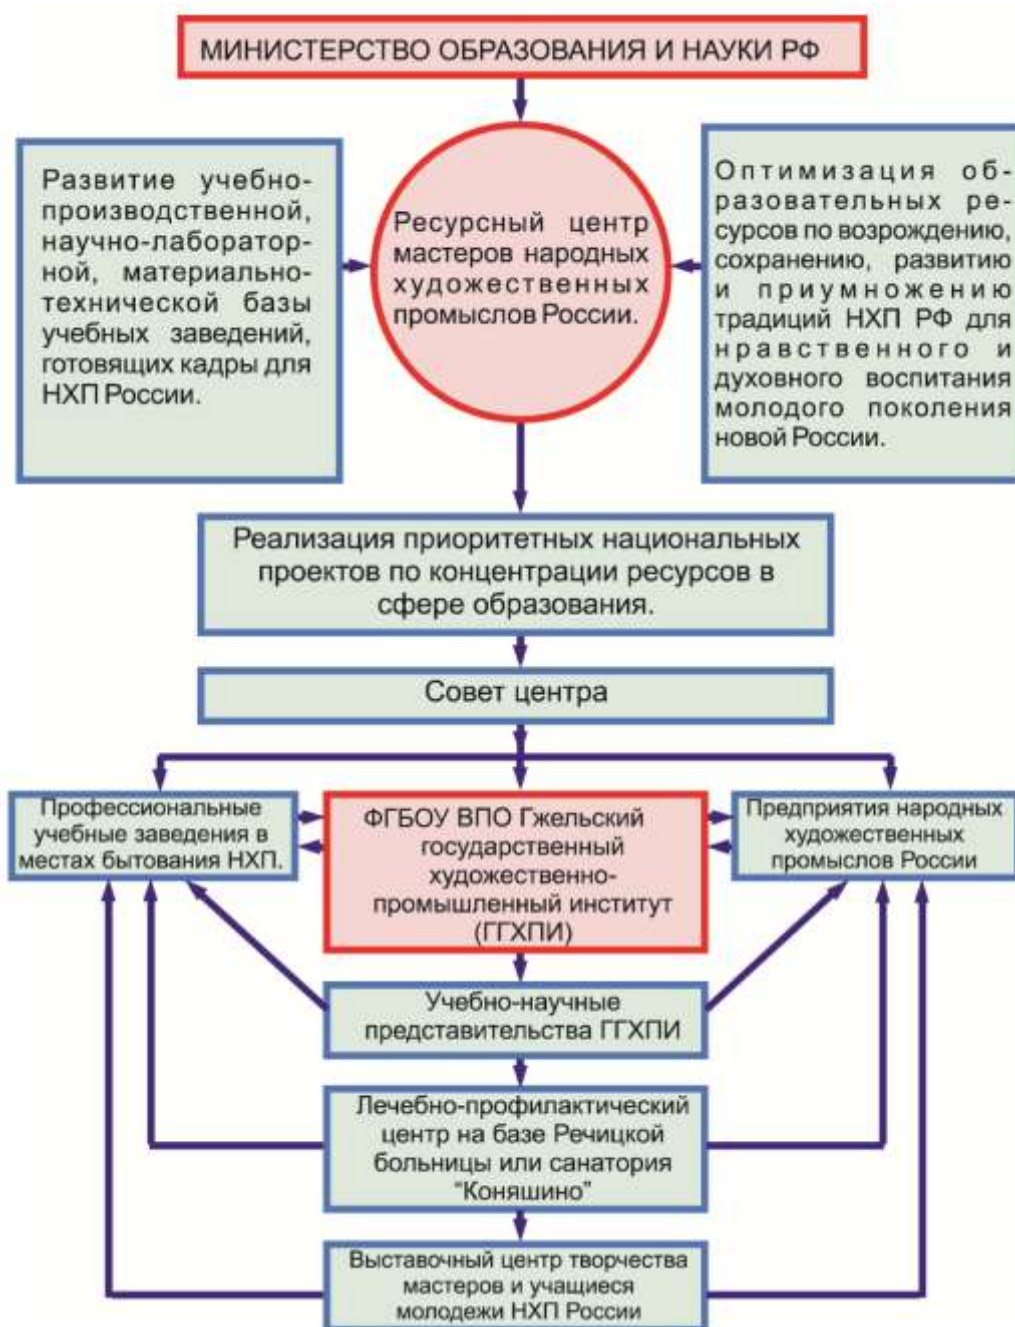 МИНИСТЕРСТВО ОБРАЗОВАНИЯ И НАУКИ РФ
Развитие учебно-
производственной,
научно-лаборатор-
ной, материально-
технической базы
учебных заведений,
готовящих кадры для
НХП России.
Ресурсный центр
мастеров народных
художественных
промыслов России.
Оптимизация об-
разовательных ре-
сурсов по возрождению,
сохранению, развитию
и приумножению
традиций НХП РФ для
нравственного и
духовного воспитания
молодого поколения
новой России.
Реализация приоритетных национальных
проектов по концентрации ресурсов в
сфере образования.
Совет центра
Профессиональные
учебные заведения в
местах бытования НХП.
ФГБОУ ВПО Гжельский
государственный
художественно-
промышленный институт
(ГГХПИ)
Предприятия народных
художественных
промыслов России
Учебно-научные
представительства ГГХПИ
Лечебно-профилактический
центр на базе Речицкой
больницы или санатория
“Коняшино”
Выставочный центр творчества
мастеров и учащиеся
молодежи НХП России